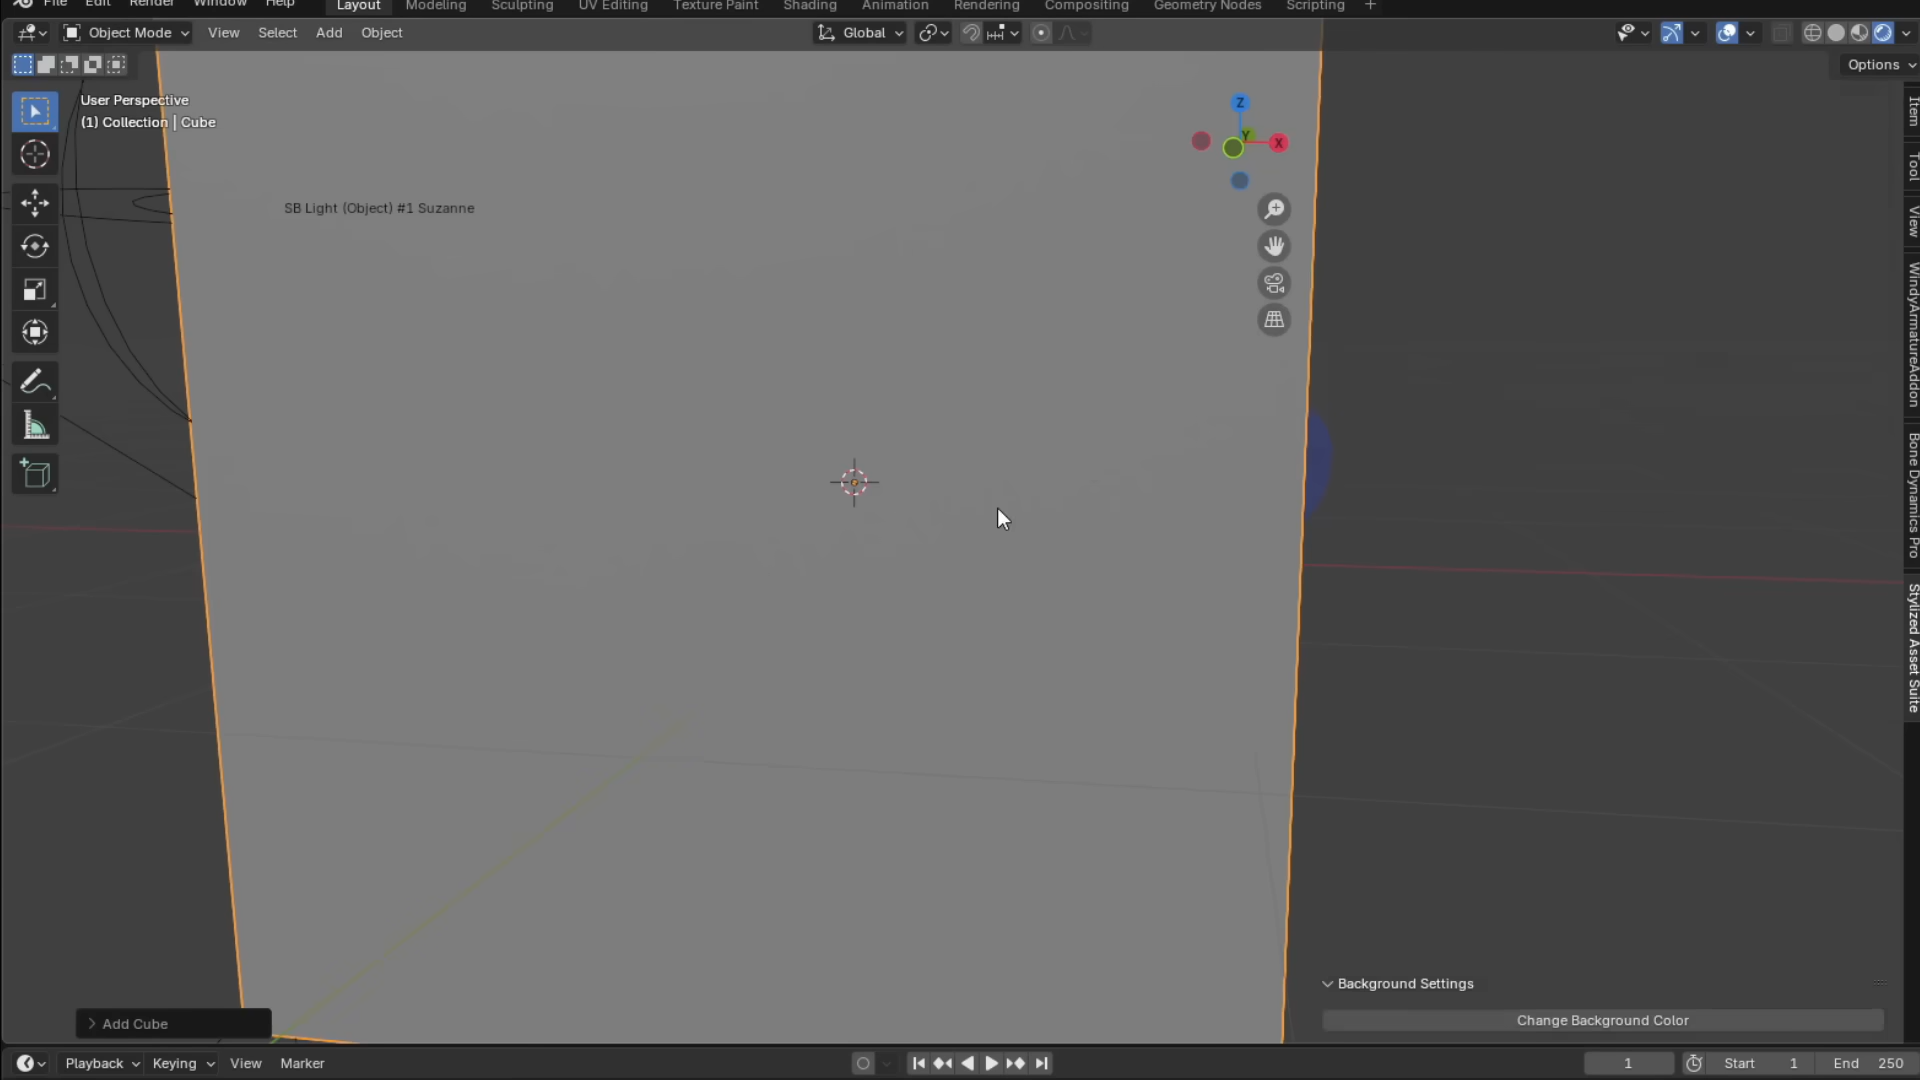 File Edit Render Window Help Layout Modeling Sculpting UV Editing Texture Paint Shading Animation Rendering Compositing Geometry Nodes Scripting +
Object Mode View Select Add Object Global
Options
User Perspective
(1) Collection | Cube
Z
Y
X
SB Light (Object) #1 Suzanne
Item
Tool
View
WindyArmatureAddon
Bone Dynamics Pro
Stylized Asset Suite
Background Settings
Change Background Color
Add Cube
Playback Keying View Marker 1 Start 1 End 250